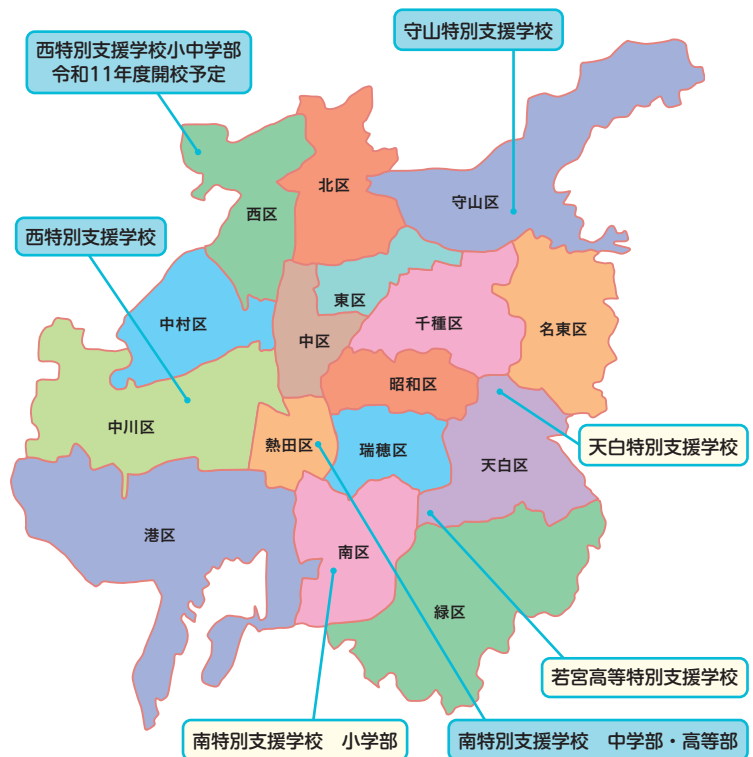 西特別支援学校小中学部
令和11年度開校予定
守山特別支援学校
北区
守山区
西区
西特別支援学校
東区
中村区
千種区
名東区
中区
昭和区
中川区
熱田区
瑞穂区
天白区
天白特別支援学校
港区
南区
緑区
若宮高等特別支援学校
南特別支援学校　小学部
南特別支援学校　中学部・高等部